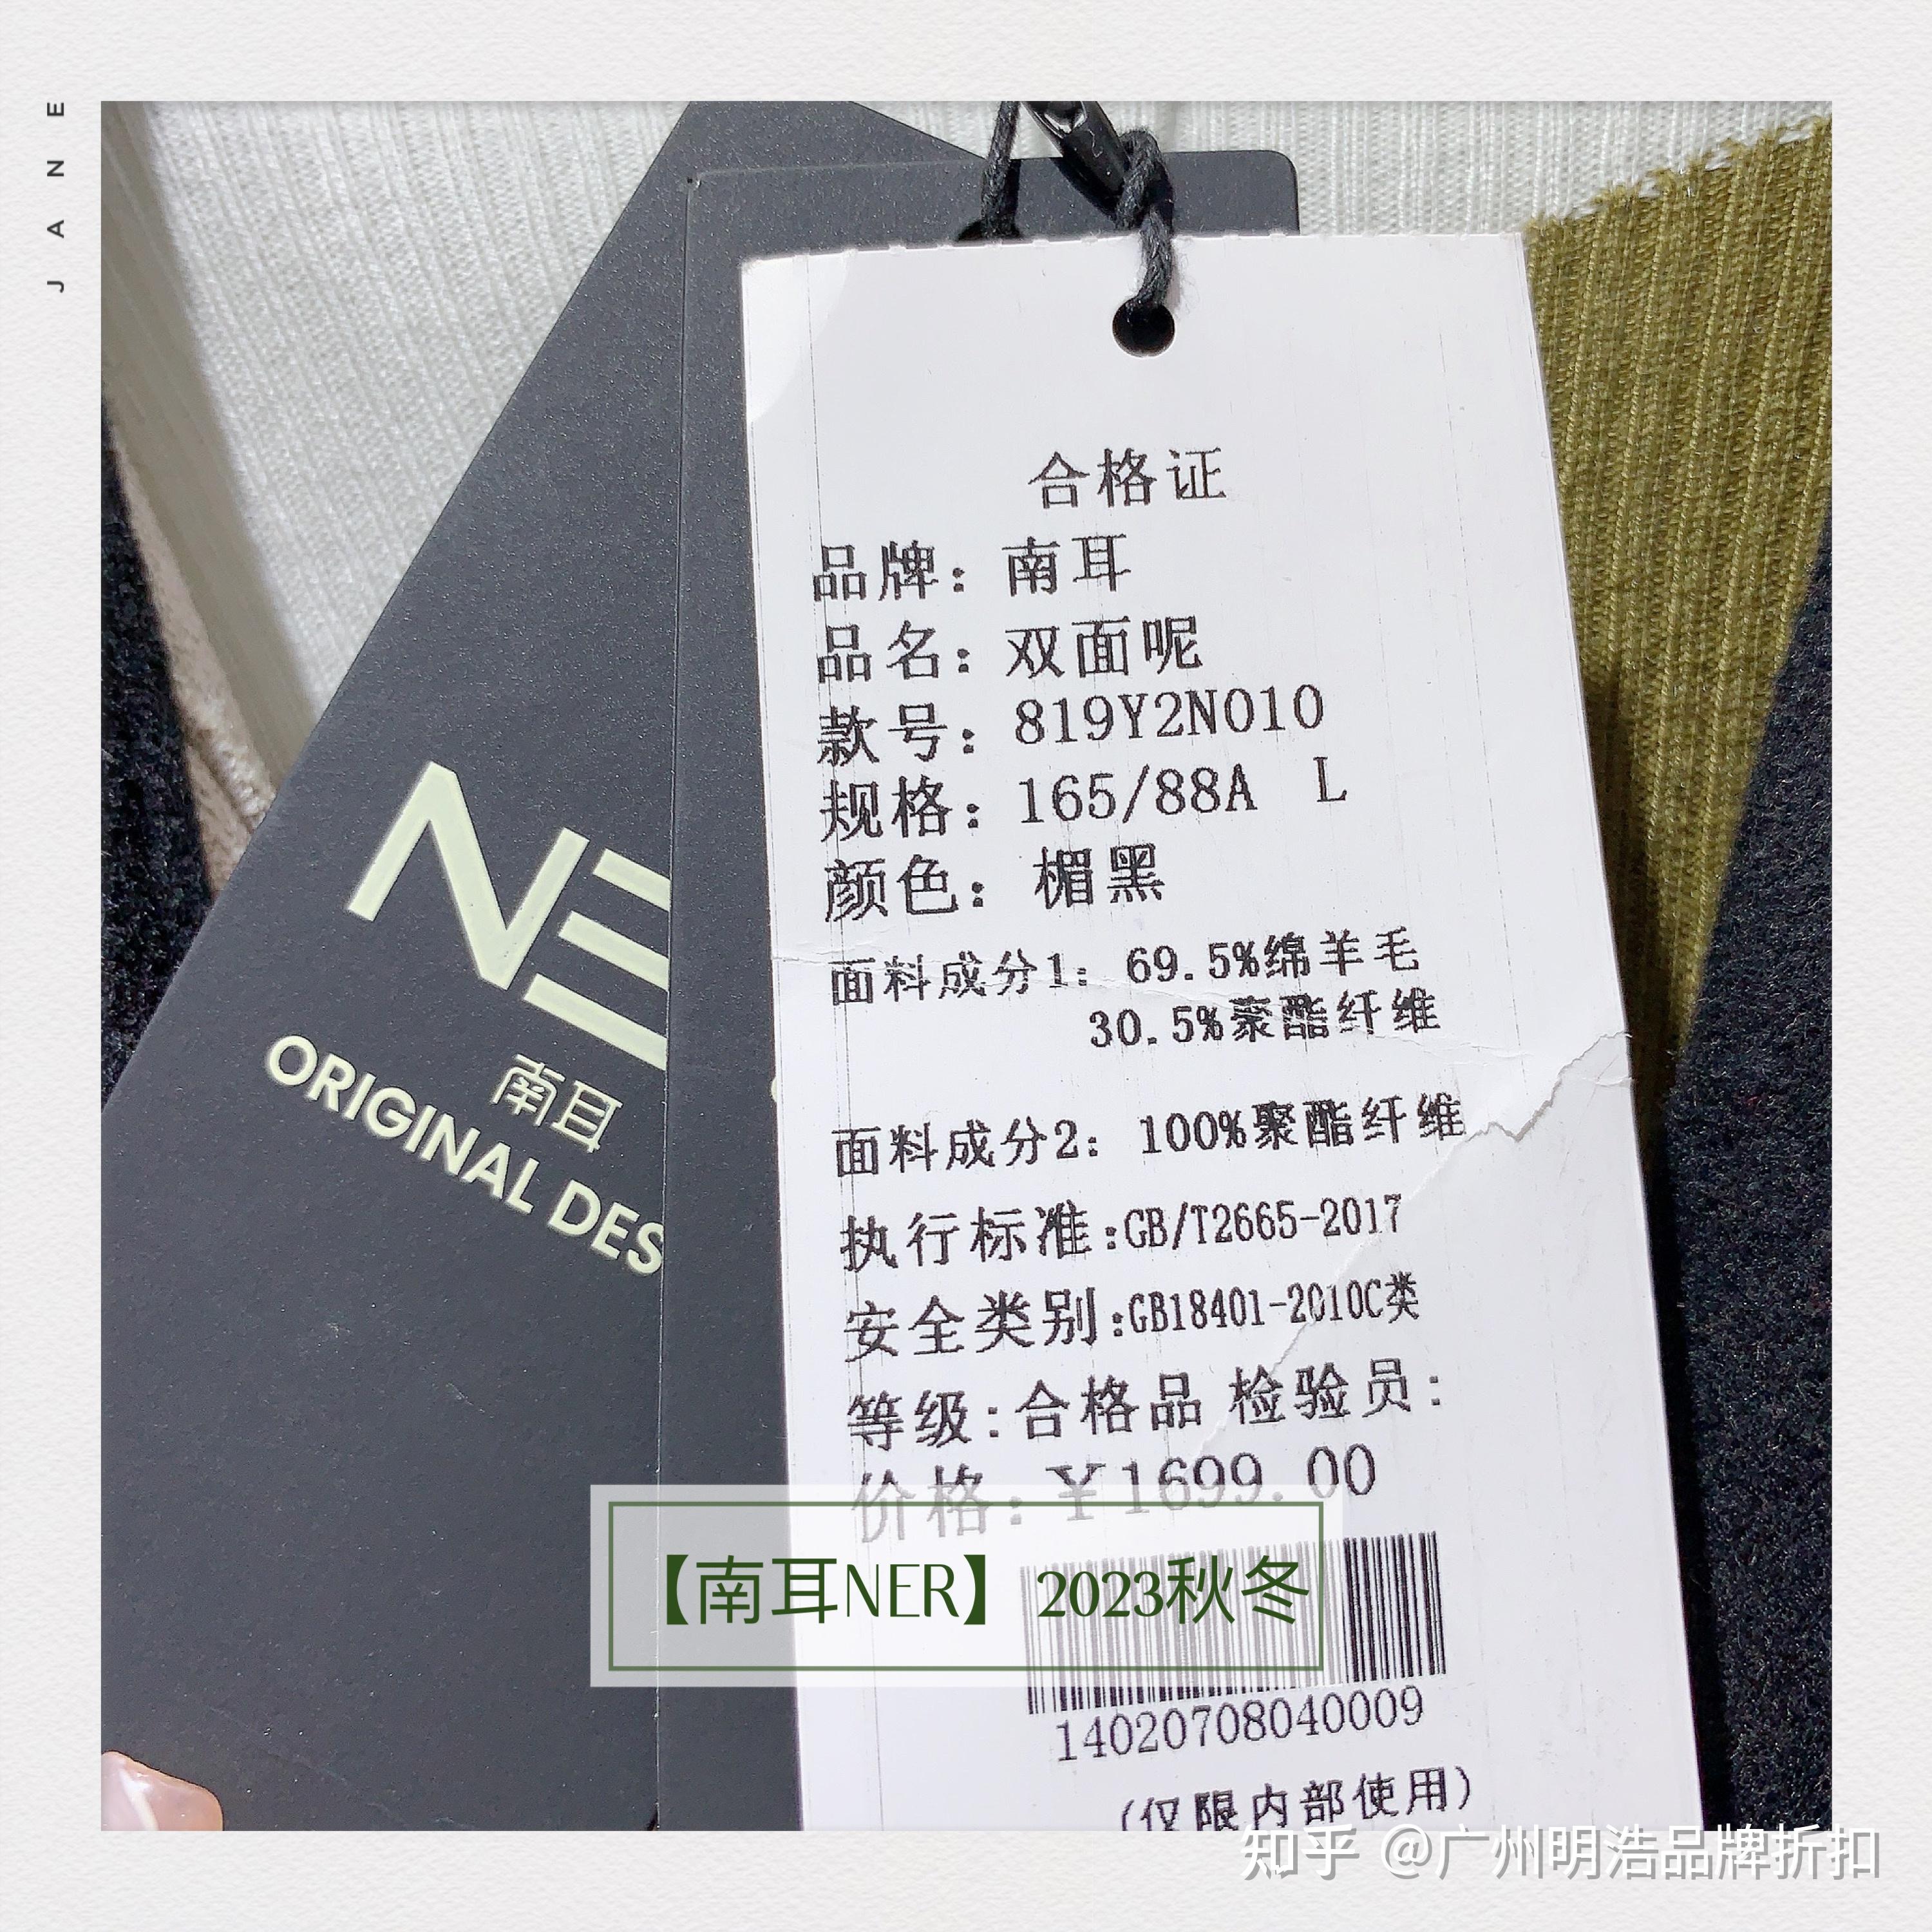 JANE
NE
南耳
ORIGINAL DES
合格证
品牌：南耳
品名：双面呢
款号：819Y2N010
规格：165/88A L
颜色：楣黑
面料成分1：69.5%绵羊毛
30.5%聚酯纤维
面料成分2：100%聚酯纤维
执行标准:GB/T2665-2017
安全类别:GB18401-2010C类
等级:合格品 检验员:
价格：¥1699.00
【南耳NER】2023秋冬
14020708040009
(仅限内部使用)
知乎 @广州明浩品牌折扣